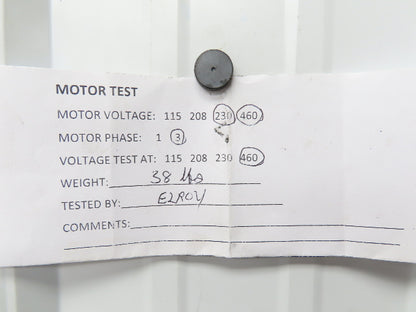 MOTOR TEST
MOTOR VOLTAGE: 115 208 230 460
MOTOR PHASE: 1 3
VOLTAGE TEST AT: 115 208 230 460
WEIGHT: 38 lbs
TESTED BY: ELROY
COMMENTS: